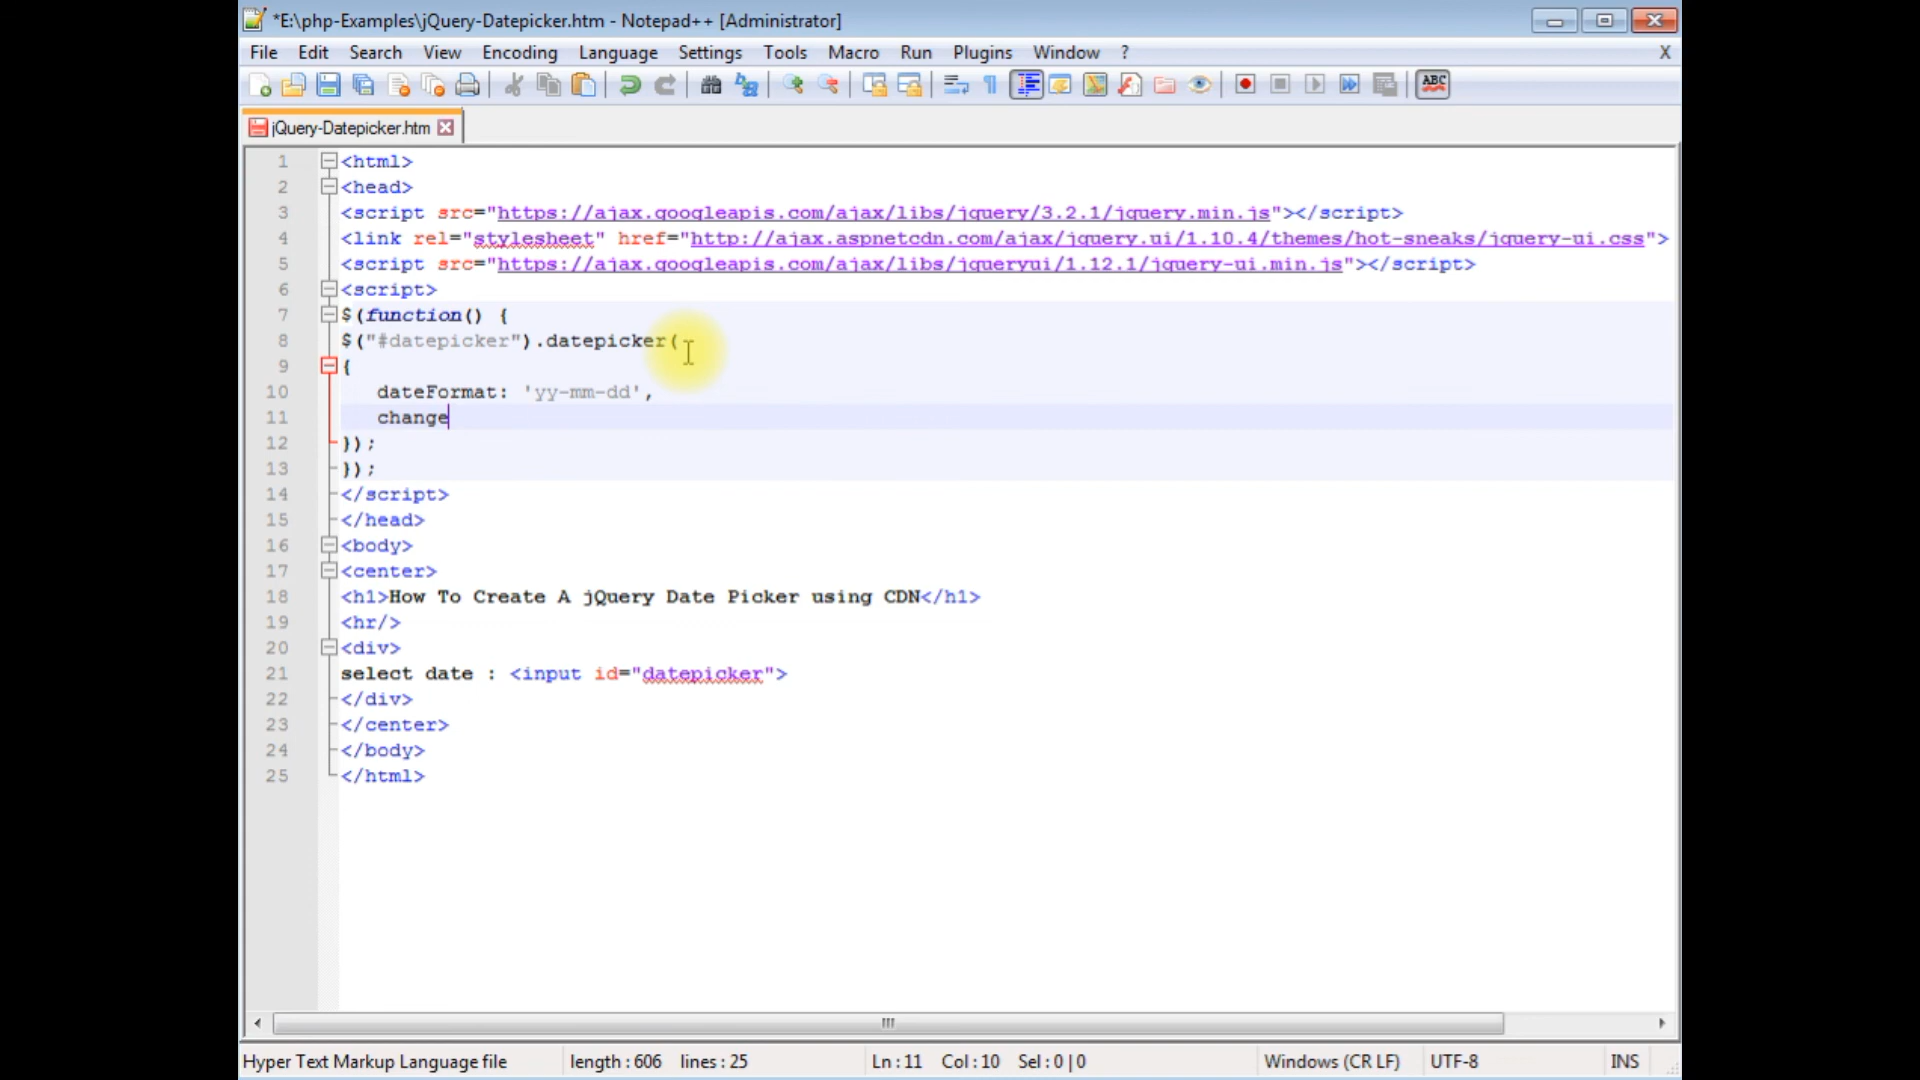 *E:\php-Examples\jQuery-Datepicker.htm - Notepad++ [Administrator]
File Edit Search View Encoding Language Settings Tools Macro Run Plugins Window ? X
ABC
jQuery-Datepicker.htm
1 <html>
2 <head>
3 <script src="https://ajax.googleapis.com/ajax/libs/jquery/3.2.1/jquery.min.js"></script>
4 <link rel="stylesheet" href="http://ajax.aspnetcdn.com/ajax/jquery.ui/1.10.4/themes/hot-sneaks/jquery-ui.css">
5 <script src="https://ajax.googleapis.com/ajax/libs/jqueryui/1.12.1/jquery-ui.min.js"></script>
6 <script>
7 $(function() {
8 $("#datepicker").datepicker(
9 {
10 dateFormat: 'yy-mm-dd',
11 change
12 });
13 });
14 </script>
15 </head>
16 <body>
17 <center>
18 <h1>How To Create A jQuery Date Picker using CDN</h1>
19 <hr/>
20 <div>
21 select date : <input id="datepicker">
22 </div>
23 </center>
24 </body>
25 </html>
Hyper Text Markup Language file length : 606 lines : 25 Ln : 11 Col : 10 Sel : 0 | 0 Windows (CR LF) UTF-8 INS